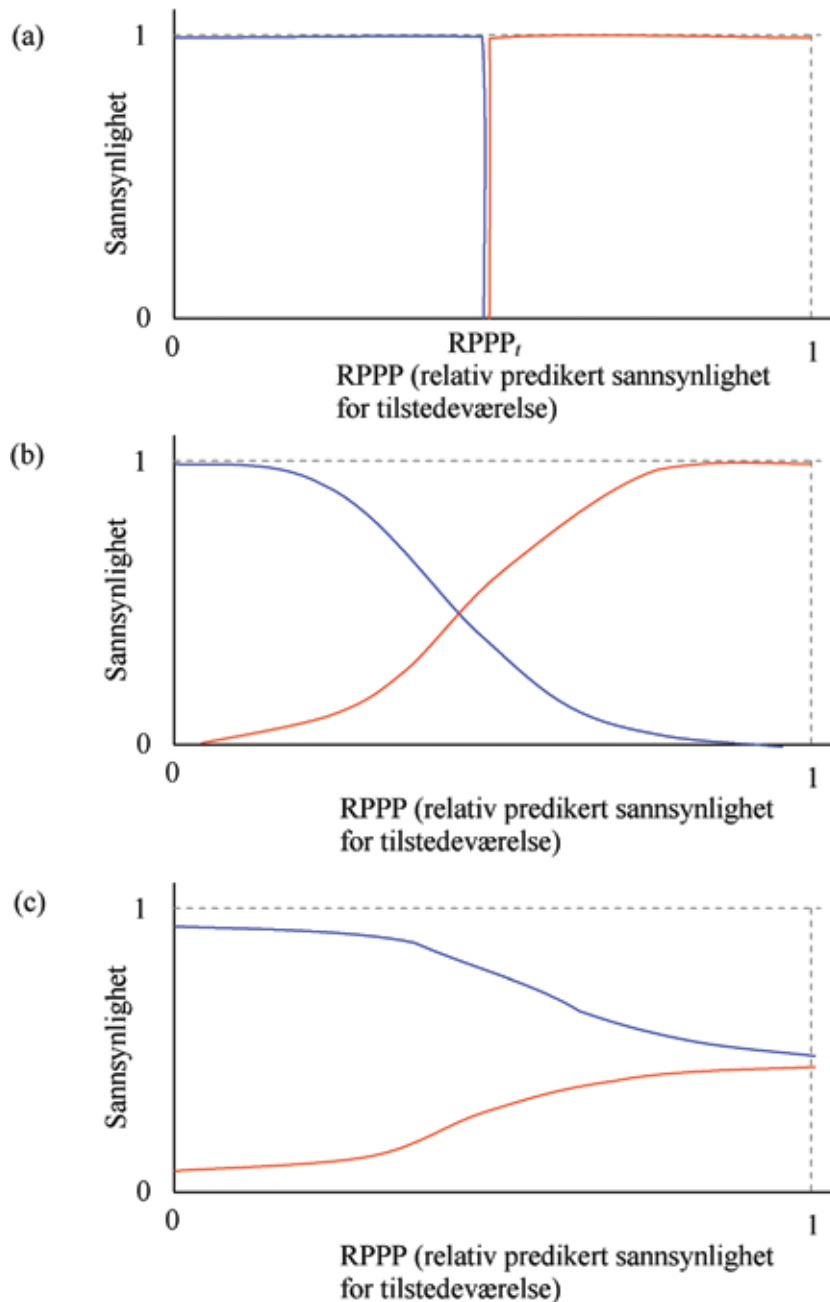 (a)
1
Sannsynlighet
0
0
RPPPt
1
RPPP (relativ predikert sannsynlighet
for tilstedeværelse)
(b)
1
Sannsynlighet
0
0
1
RPPP (relativ predikert sannsynlighet
for tilstedeværelse)
(c)
1
Sannsynlighet
0
0
1
RPPP (relativ predikert sannsynlighet
for tilstedeværelse)